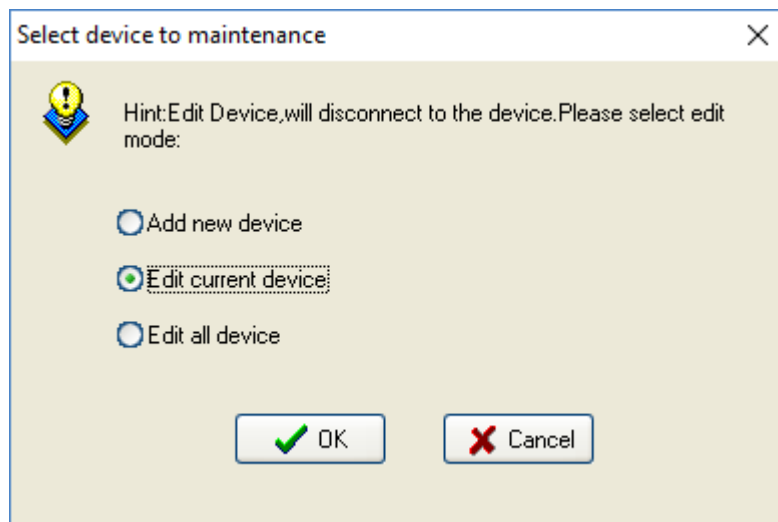 Select device to maintenance
Hint:Edit Device,will disconnect to the device.Please select edit
mode:
Add new device
Edit current device
Edit all device
OK
Cancel